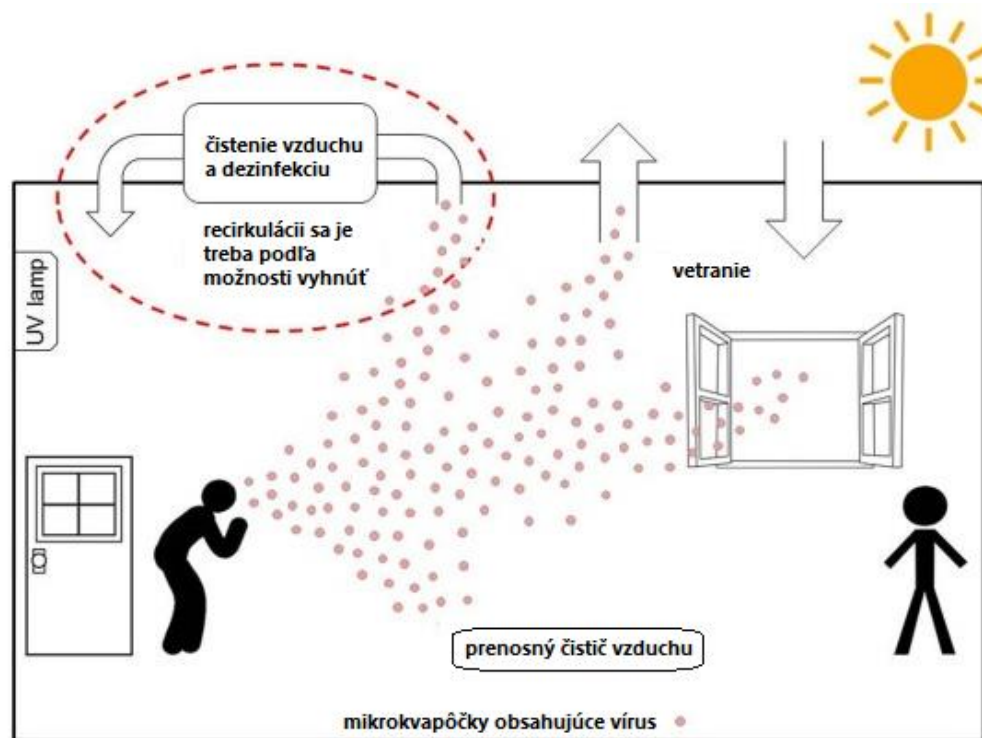 čistenie vzduchu
a dezinfekciu
recirkulácii sa je
treba podľa
možnosti vyhnúť
vetranie
UV lamp
prenosný čistič vzduchu
mikrokvapôčky obsahujúce vírus